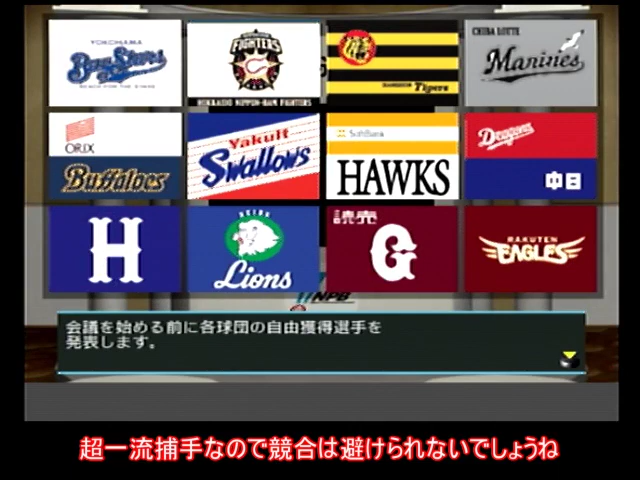 YOKOHAMA
BayStars
REACH FOR THE STARS
FIGHTERS
HOKKAIDO NIPPON-HAM FIGHTERS
HANSHIN Tigers
CHIBA LOTTE
Marines
ORIX
Buffaloes
Yakult
Swallows
SoftBank
HAWKS
Dragons
中日
H
SEIBU
Lions
読売
G
RAKUTEN
EAGLES
NPB
会議を始める前に各球団の自由獲得選手を
発表します。
超一流捕手なので競合は避けられないでしょうね